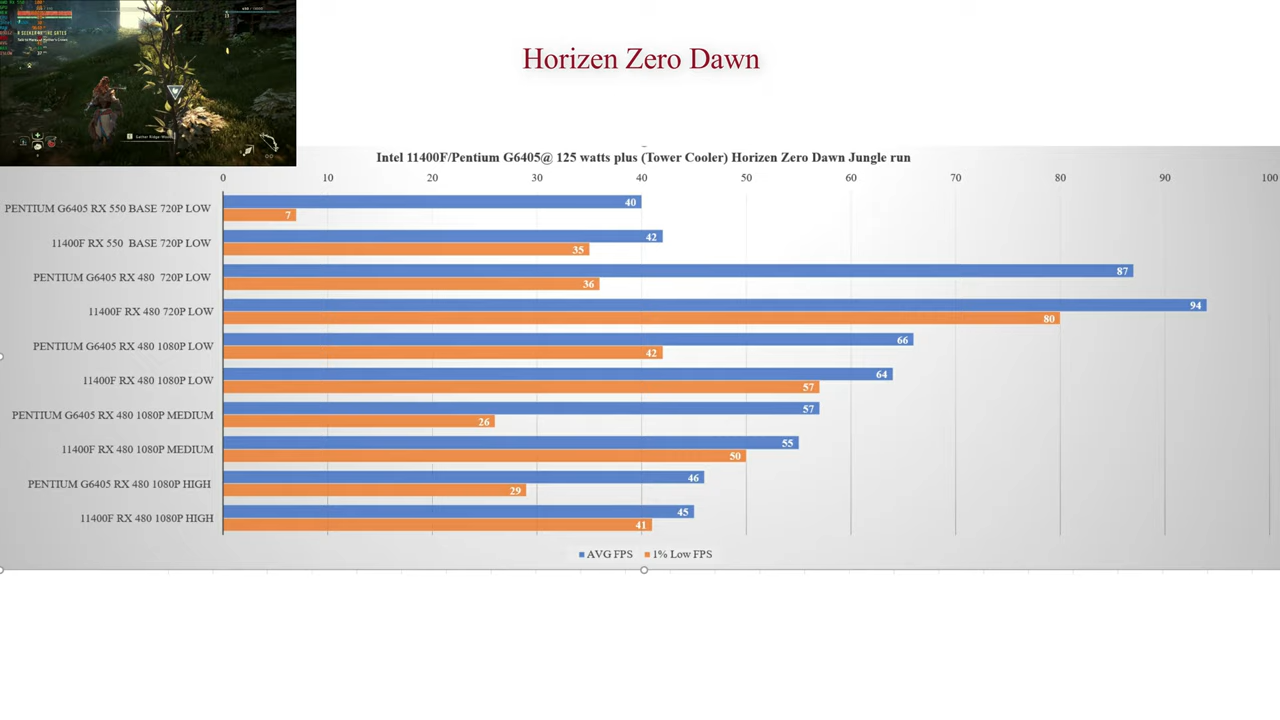 A SEEKER AT THE GATES
Horizen Zero Dawn
Intel 11400F/Pentium G6405@ 125 watts plus (Tower Cooler) Horizen Zero Dawn Jungle run
0 10 20 30 40 50 60 70 80 90 100
PENTIUM G6405 RX 550 BASE 720P LOW 40
7
11400F RX 550 BASE 720P LOW 42
35
PENTIUM G6405 RX 480 720P LOW 87
36
11400F RX 480 720P LOW 94
80
PENTIUM G6405 RX 480 1080P LOW 66
42
11400F RX 480 1080P LOW 64
57
PENTIUM G6405 RX 480 1080P MEDIUM 57
26
11400F RX 480 1080P MEDIUM 55
50
PENTIUM G6405 RX 480 1080P HIGH 46
29
11400F RX 480 1080P HIGH 45
41
AVG FPS 1% Low FPS